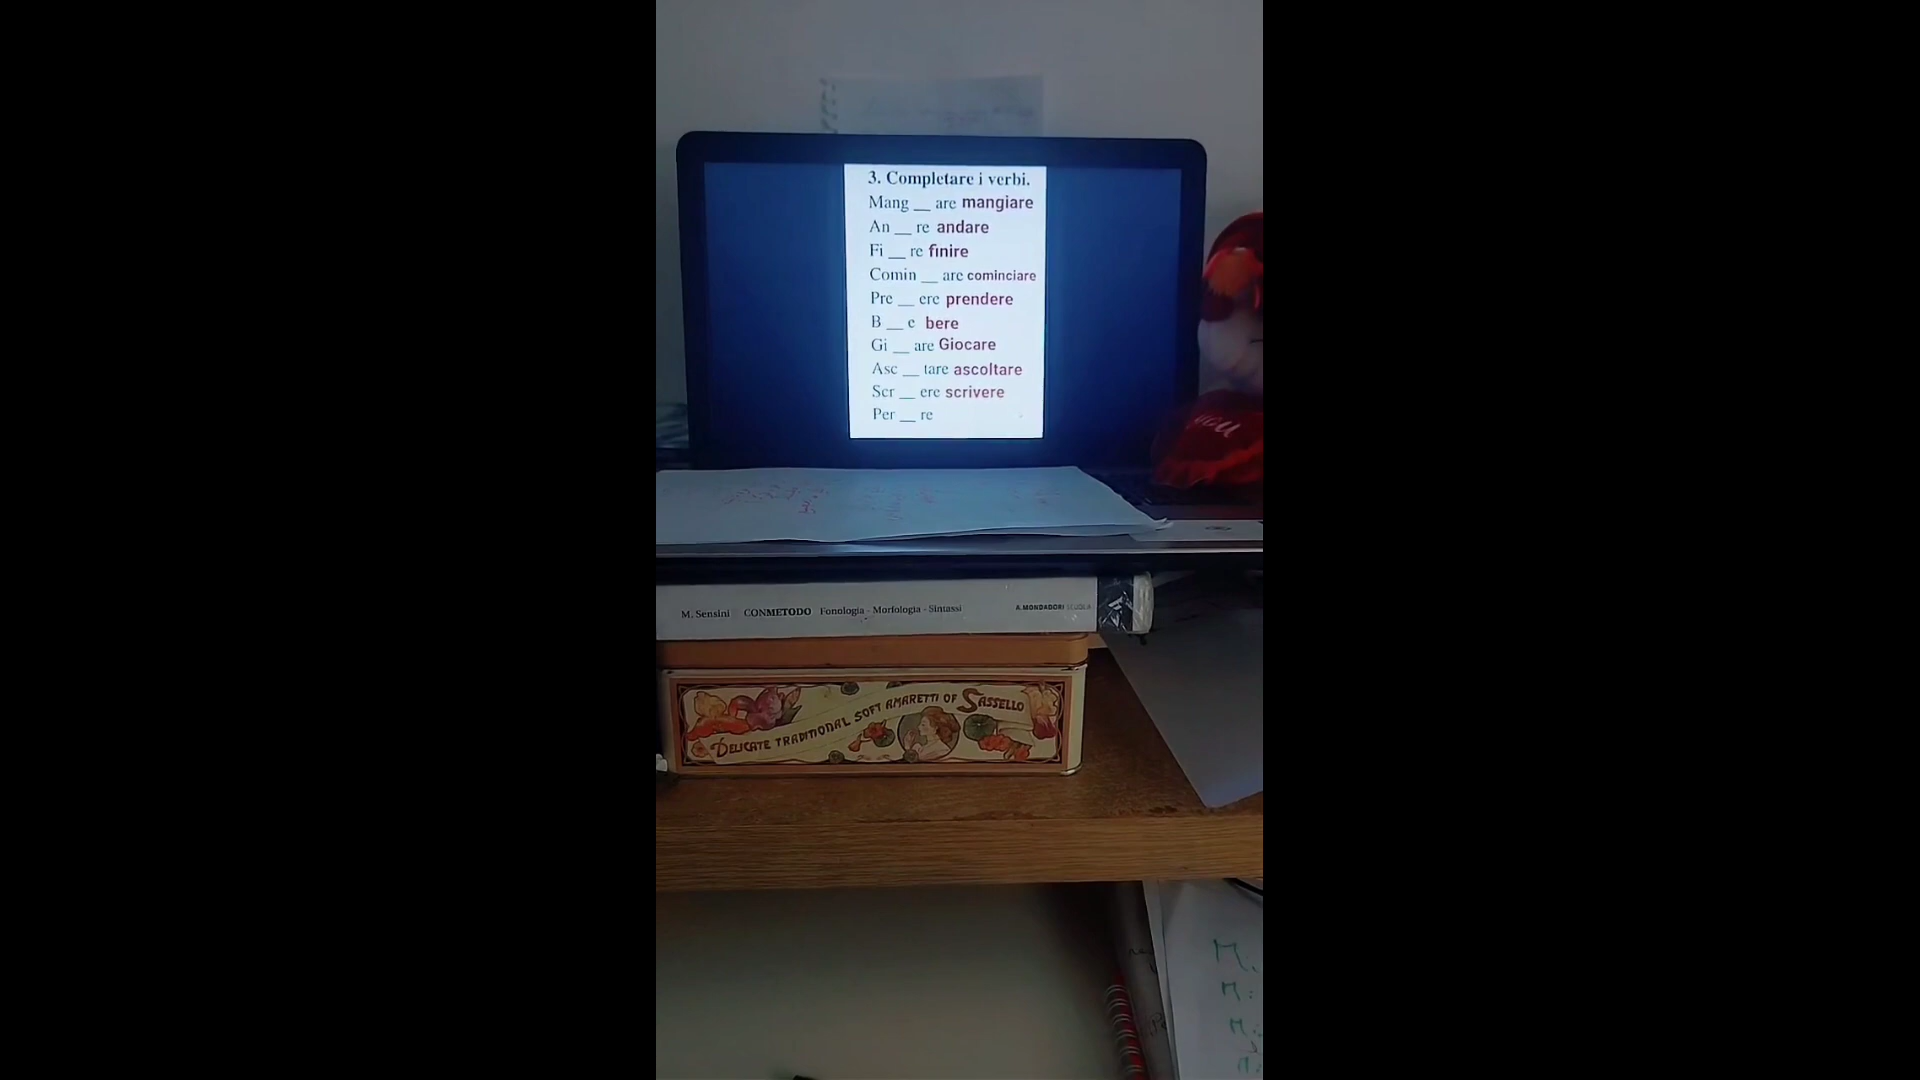 3. Completare i verbi.
Mang __ are mangiare
An __ re andare
Fi __ re finire
Comin __ are cominciare
Pre __ ere prendere
B __ e bere
Gi __ are Giocare
Asc __ tare ascoltare
Scr __ ere scrivere
Per __ re
you
M. Sensini CONMETODO Fonologia - Morfologia - Sintassi A. MONDADORI SCUOLA
DELICATE TRADITIONAL SOFT AMARETTI OF SASSELLO